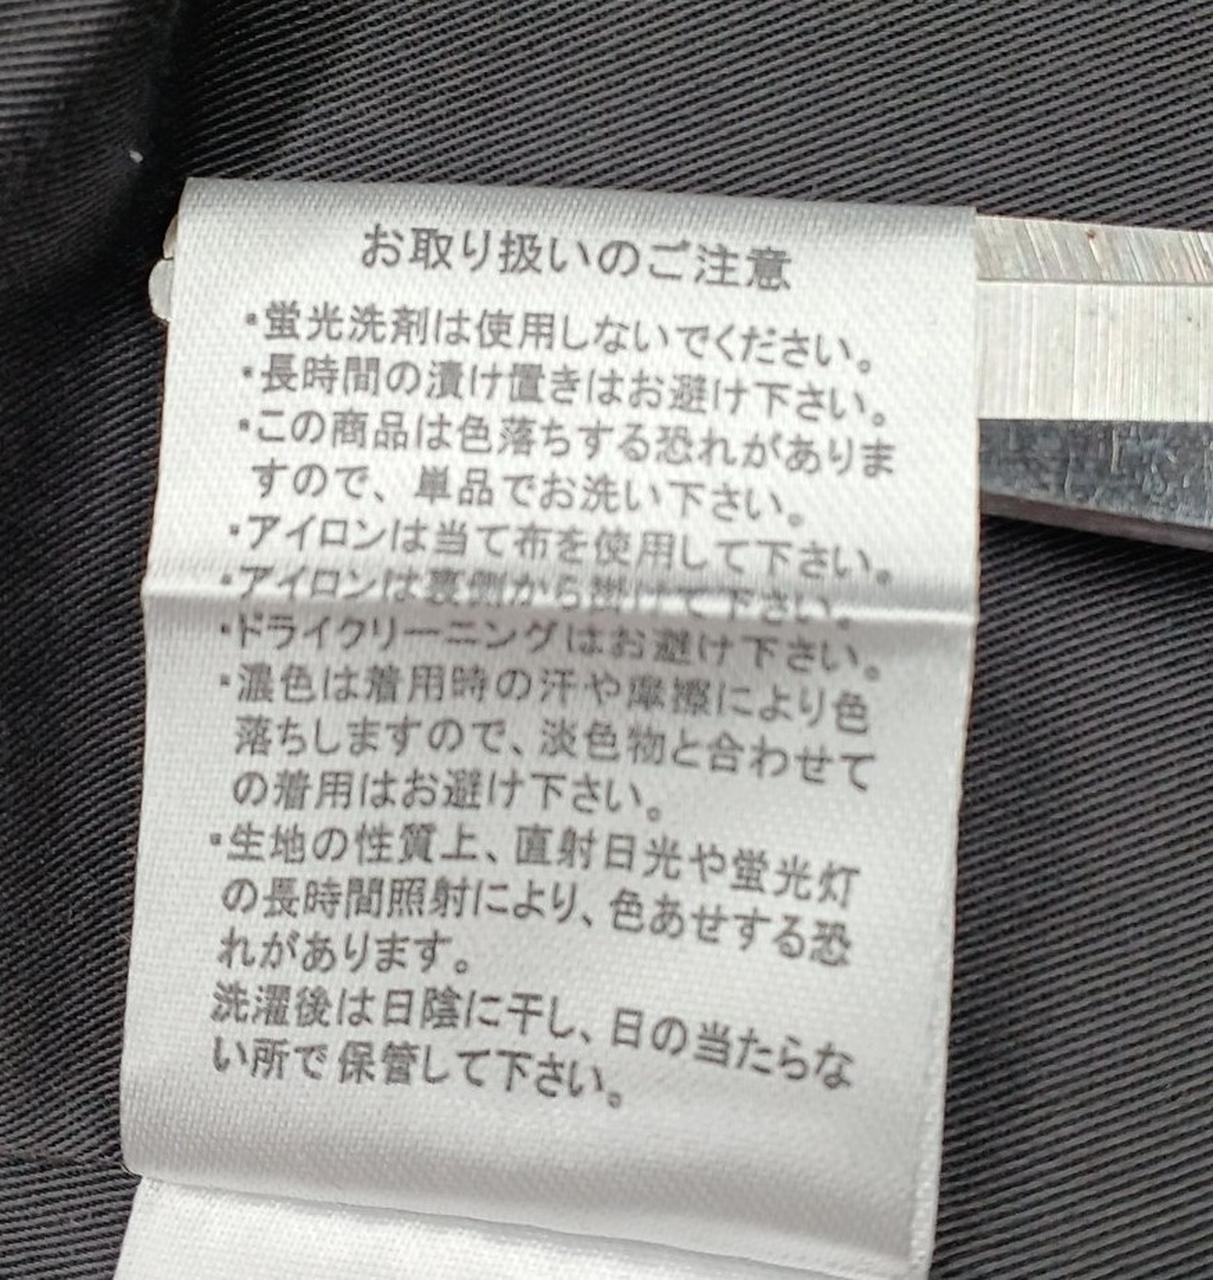 お取り扱いのご注意
・蛍光洗剤は使用しないでください。
・長時間の漬け置きはお避け下さい。
・この商品は色落ちする恐れがありま
すので、単品でお洗い下さい。
・アイロンは当て布を使用して下さい。
・アイロンは裏側から掛けて下さい。
・ドライクリーニングはお避け下さい。
・濃色は着用時の汗や摩擦により色
落ちしますので、淡色物と合わせて
の着用はお避け下さい。
・生地の性質上、直射日光や蛍光灯
の長時間照射により、色あせする恐
れがあります。
洗濯後は日陰に干し、日の当たらな
い所で保管して下さい。